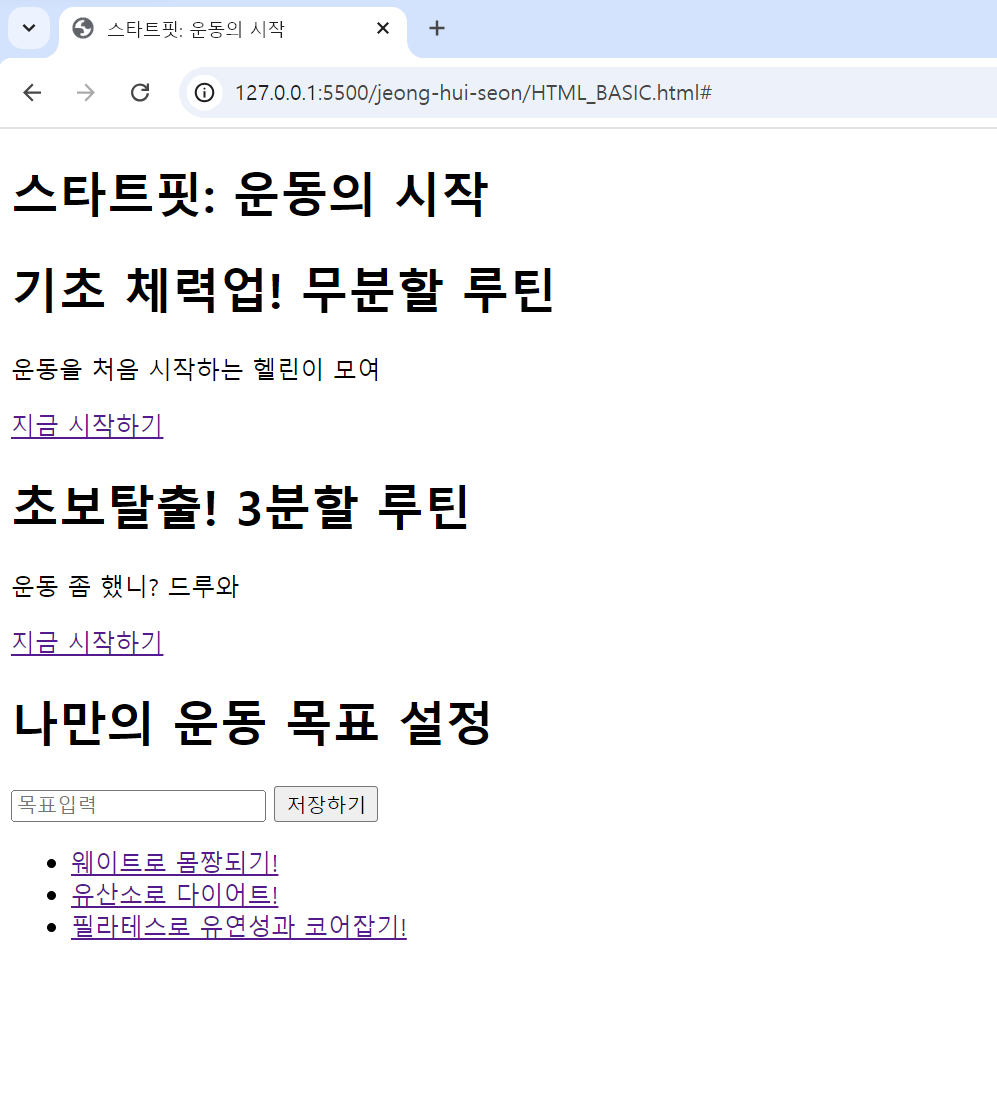 스타트핏: 운동의 시작
127.0.0.1:5500/jeong-hui-seon/HTML_BASIC.html#
스타트핏: 운동의 시작
기초 체력업! 무분할 루틴
운동을 처음 시작하는 헬린이 모여
지금 시작하기
초보탈출! 3분할 루틴
운동 좀 했니? 드루와
지금 시작하기
나만의 운동 목표 설정
목표입력 저장하기
웨이트로 몸짱되기!
유산소로 다이어트!
필라테스로 유연성과 코어잡기!